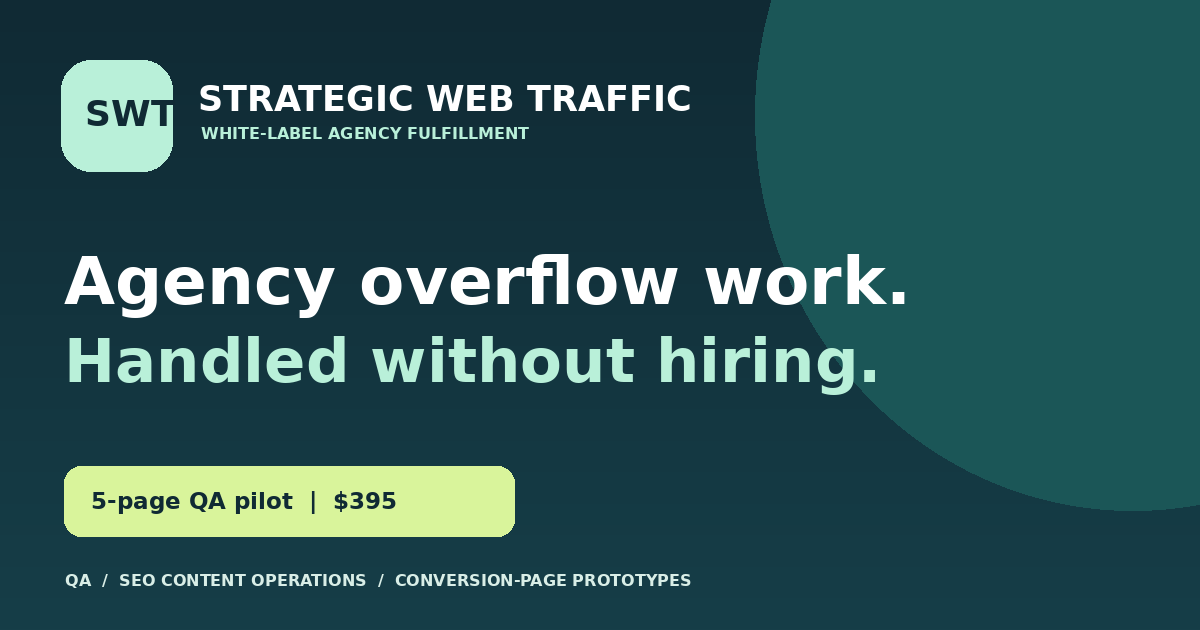 SWT
STRATEGIC WEB TRAFFIC
WHITE-LABEL AGENCY FULFILLMENT
Agency overflow work.
Handled without hiring.
5-page QA pilot | $395
QA / SEO CONTENT OPERATIONS / CONVERSION-PAGE PROTOTYPES